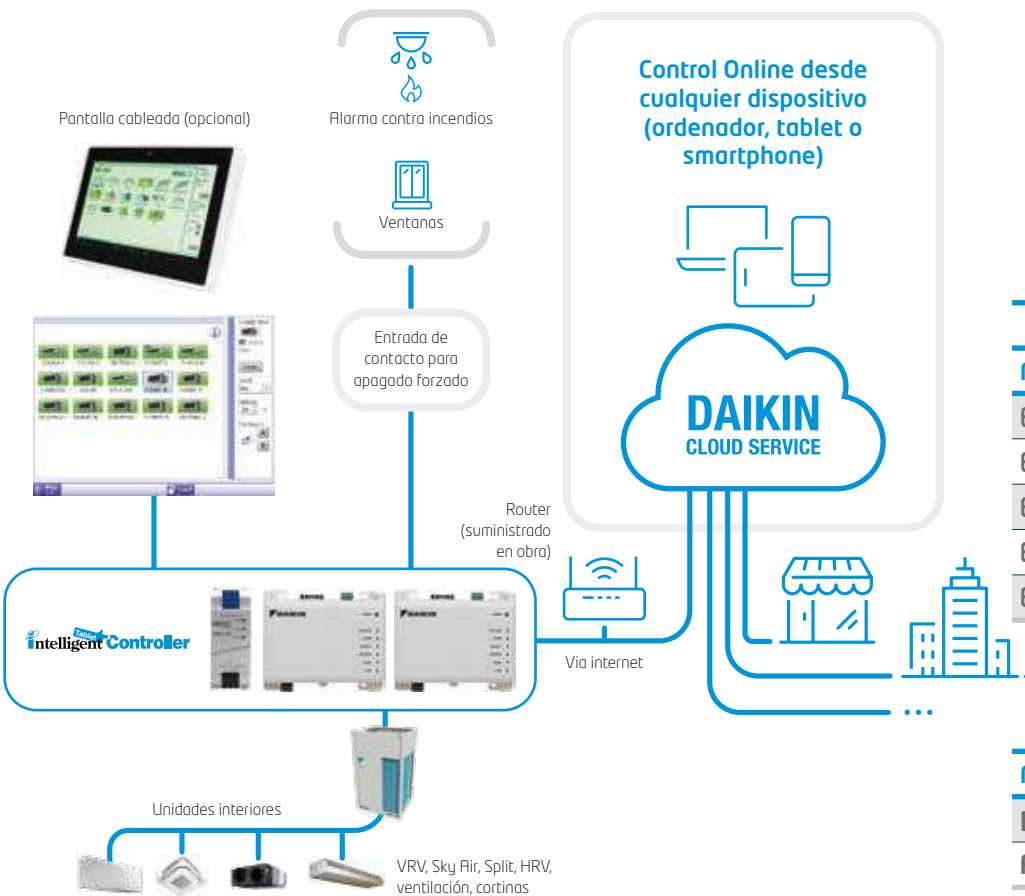 Pantalla cableada (opcional)
Alarma contra incendios
Ventanas
Entrada de
contacto para
apagado forzado
Control Online desde
cualquier dispositivo
(ordenador, tablet o
smartphone)
DAIKIN
CLOUD SERVICE
Router
(suministrado
en obra)
Via internet
intelligent Tablet Controller
DAIKIN
DAIKIN
Unidades interiores
VRV, Sky Air, Split, HRV,
ventilación, cortinas
...